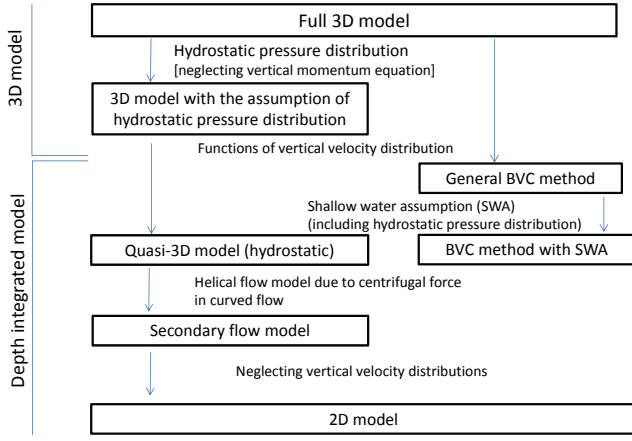 Full 3D model
Hydrostatic pressure distribution
[neglecting vertical momentum equation]
3D model
3D model with the assumption of
hydrostatic pressure distribution
Functions of vertical velocity distribution
General BVC method
Shallow water assumption (SWA)
(including hydrostatic pressure distribution)
Quasi-3D model (hydrostatic)
BVC method with SWA
Depth integrated model
Helical flow model due to centrifugal force
in curved flow
Secondary flow model
Neglecting vertical velocity distributions
2D model